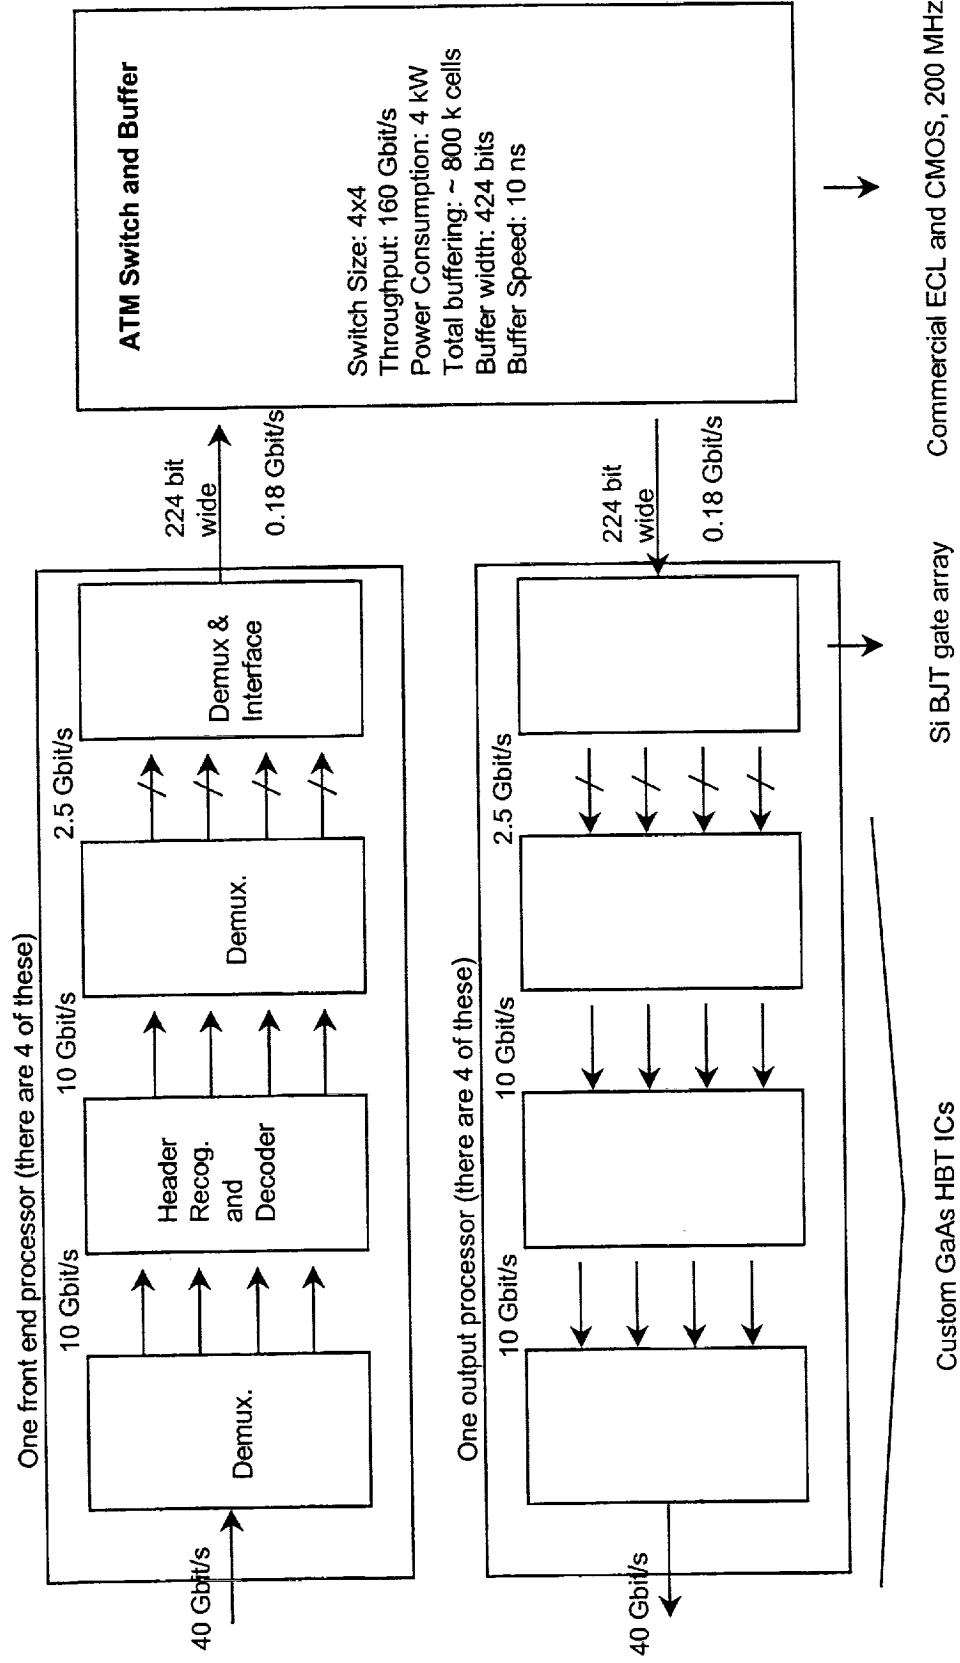 One front end processor (there are 4 of these)
40 Gbit/s
Demux.
10 Gbit/s
Header
Recog.
and
Decoder
10 Gbit/s
Demux.
2.5 Gbit/s
Demux &
Interface
224 bit
wide
0.18 Gbit/s
ATM Switch and Buffer
Switch Size: 4x4
Throughput: 160 Gbit/s
Power Consumption: 4 kW
Total buffering: ~ 800 k cells
Buffer width: 424 bits
Buffer Speed: 10 ns
One output processor (there are 4 of these)
40 Gbit/s
10 Gbit/s
10 Gbit/s
2.5 Gbit/s
224 bit
wide
0.18 Gbit/s
Custom GaAs HBT ICs
Si BJT gate array
Commercial ECL and CMOS, 200 MHz